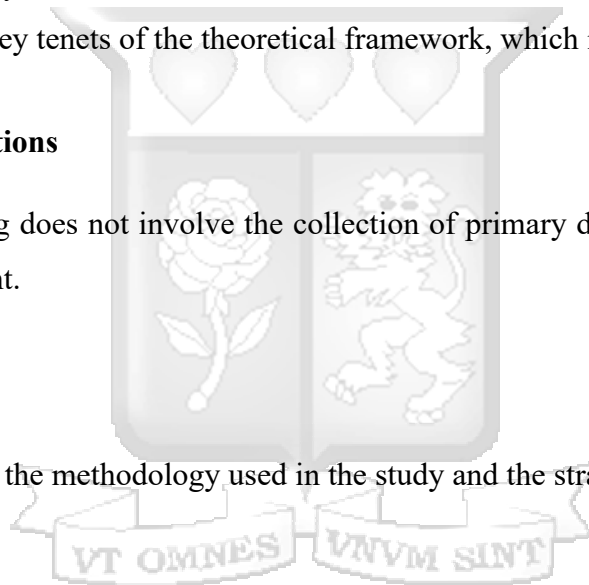 ey tenets of the theoretical framework, which
tions
g does not involve the collection of primary d
nt.
the methodology used in the study and the stra
VT OMNES VNVM SINT